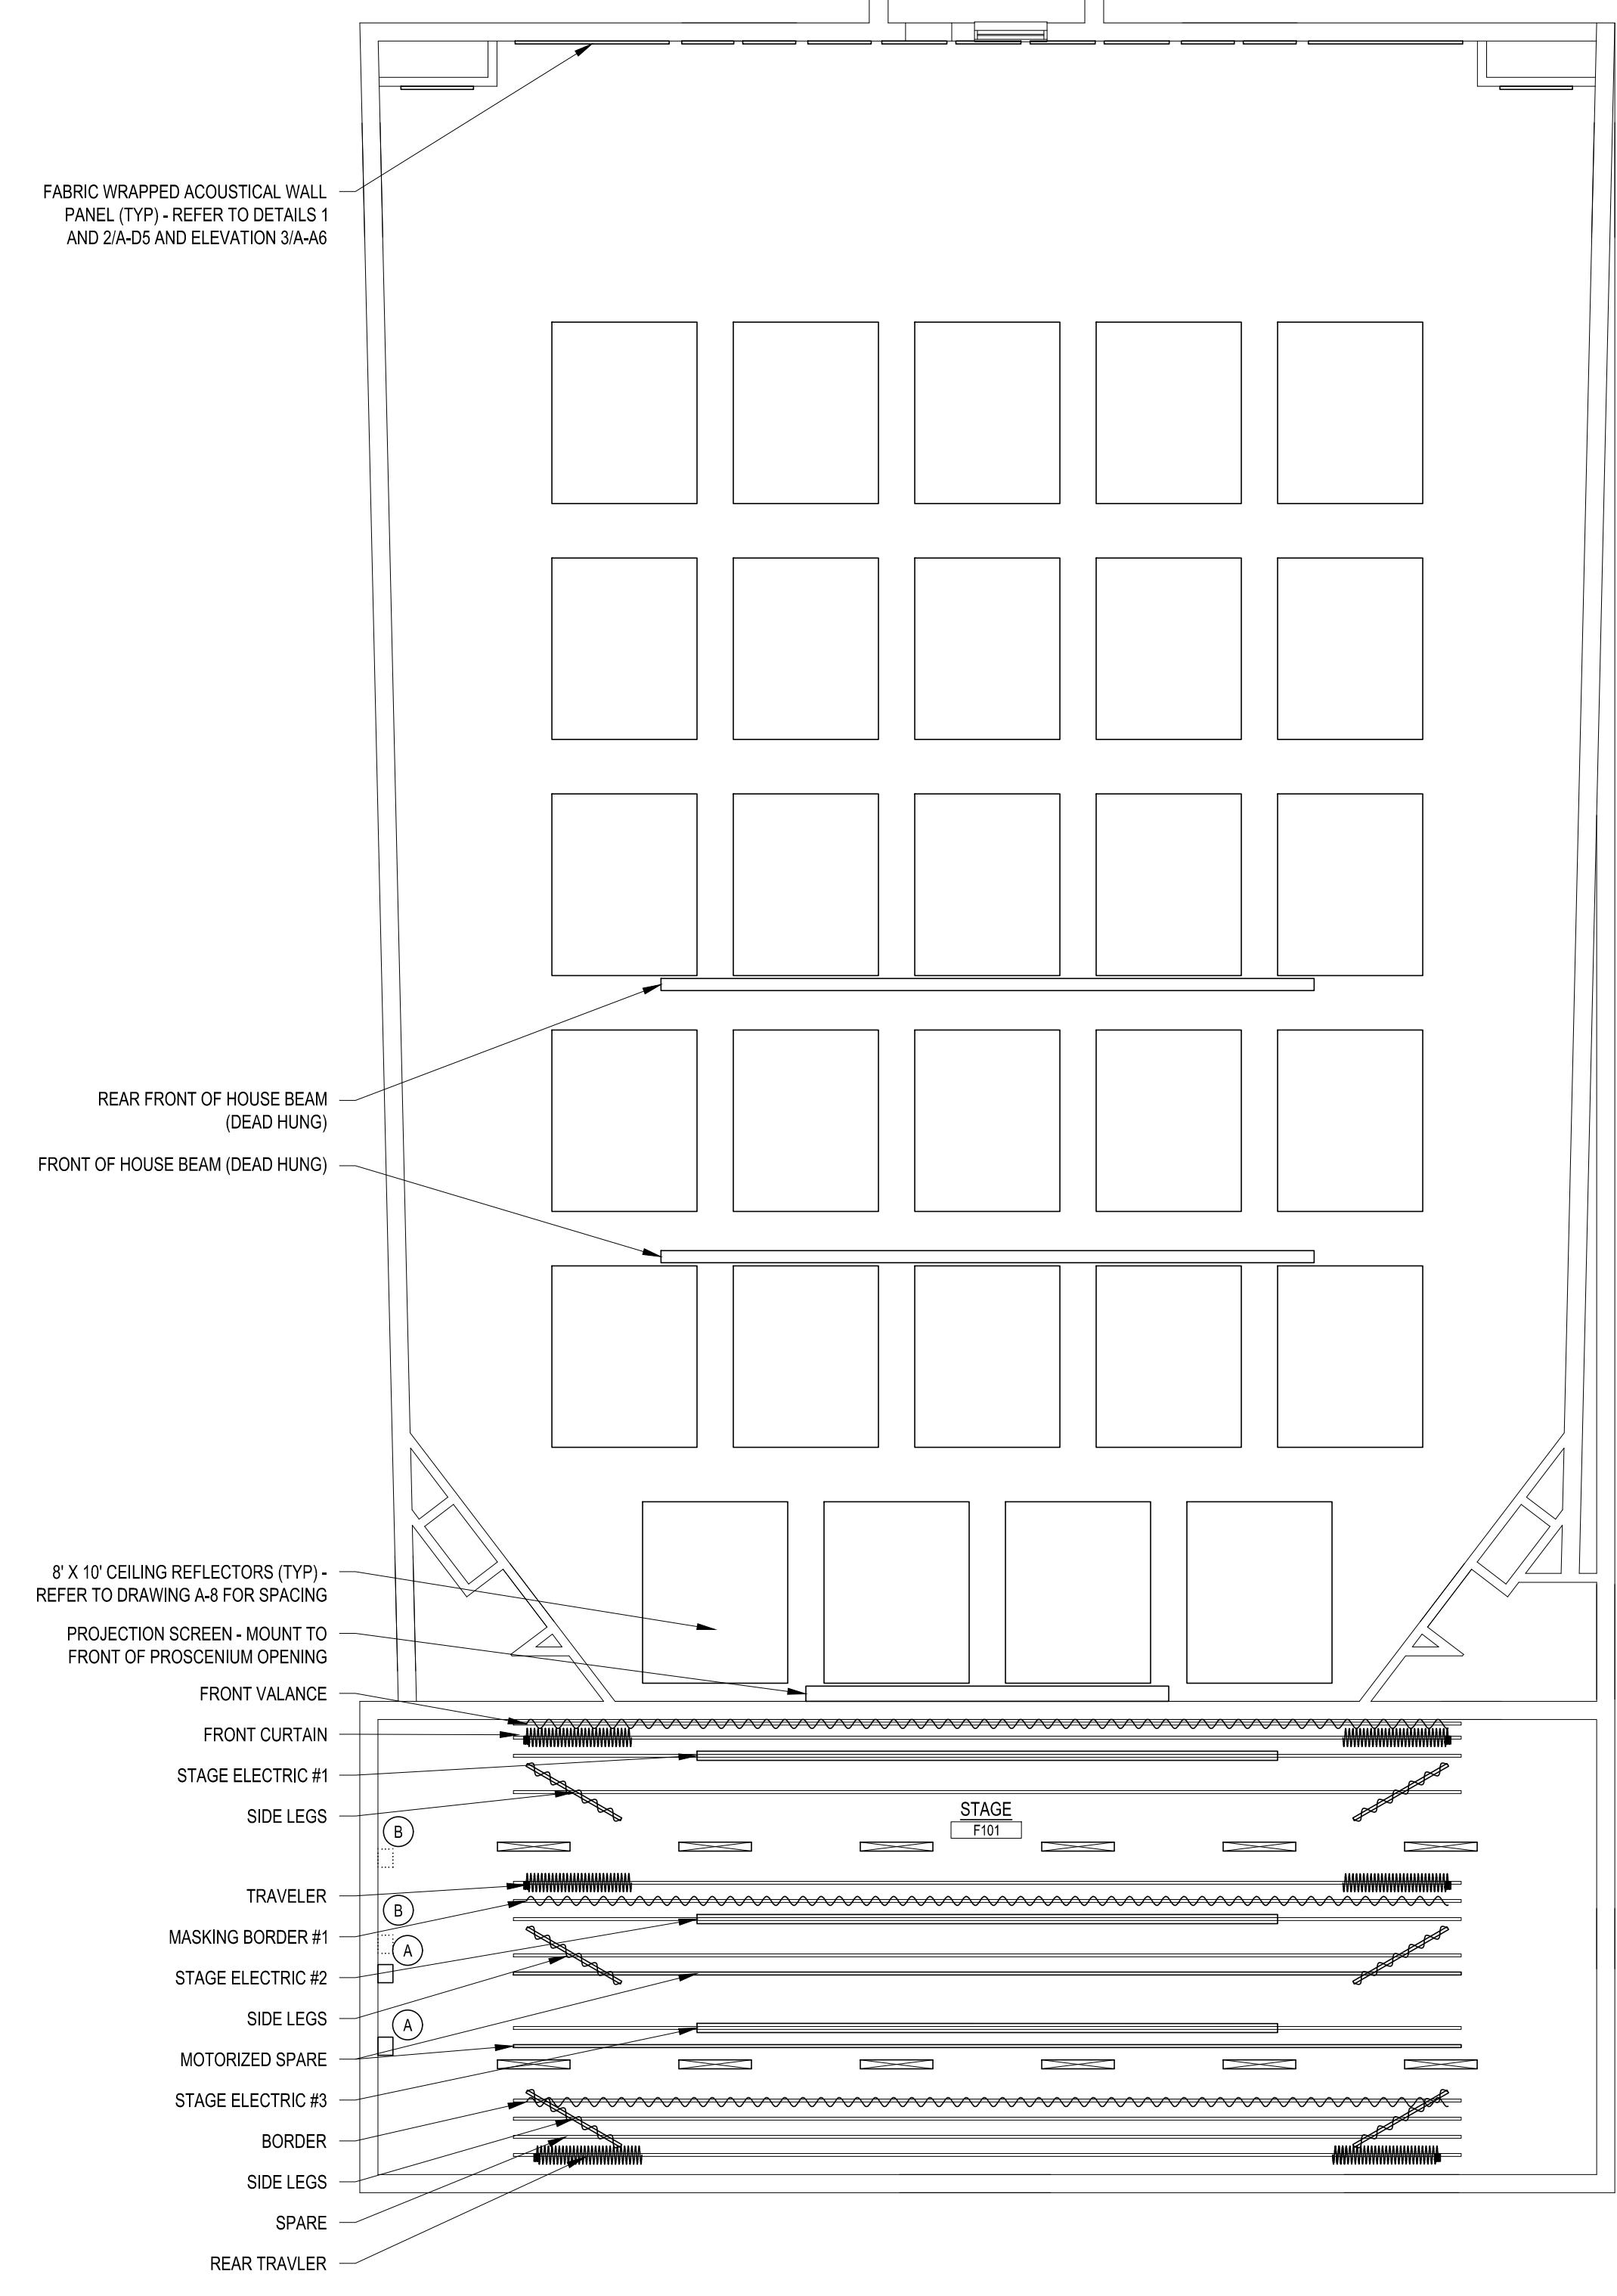 FABRIC WRAPPED ACOUSTICAL WALL
PANEL (TYP) - REFER TO DETAILS 1
AND 2/A-D5 AND ELEVATION 3/A-A6
REAR FRONT OF HOUSE BEAM
(DEAD HUNG)
FRONT OF HOUSE BEAM (DEAD HUNG)
8' X 10' CEILING REFLECTORS (TYP) -
REFER TO DRAWING A-8 FOR SPACING
PROJECTION SCREEN - MOUNT TO
FRONT OF PROSCENIUM OPENING
FRONT VALANCE
FRONT CURTAIN
STAGE ELECTRIC #1
SIDE LEGS
STAGE
F101
B
TRAVELER
B
MASKING BORDER #1
A
STAGE ELECTRIC #2
SIDE LEGS
A
MOTORIZED SPARE
STAGE ELECTRIC #3
BORDER
SIDE LEGS
SPARE
REAR TRAVLER